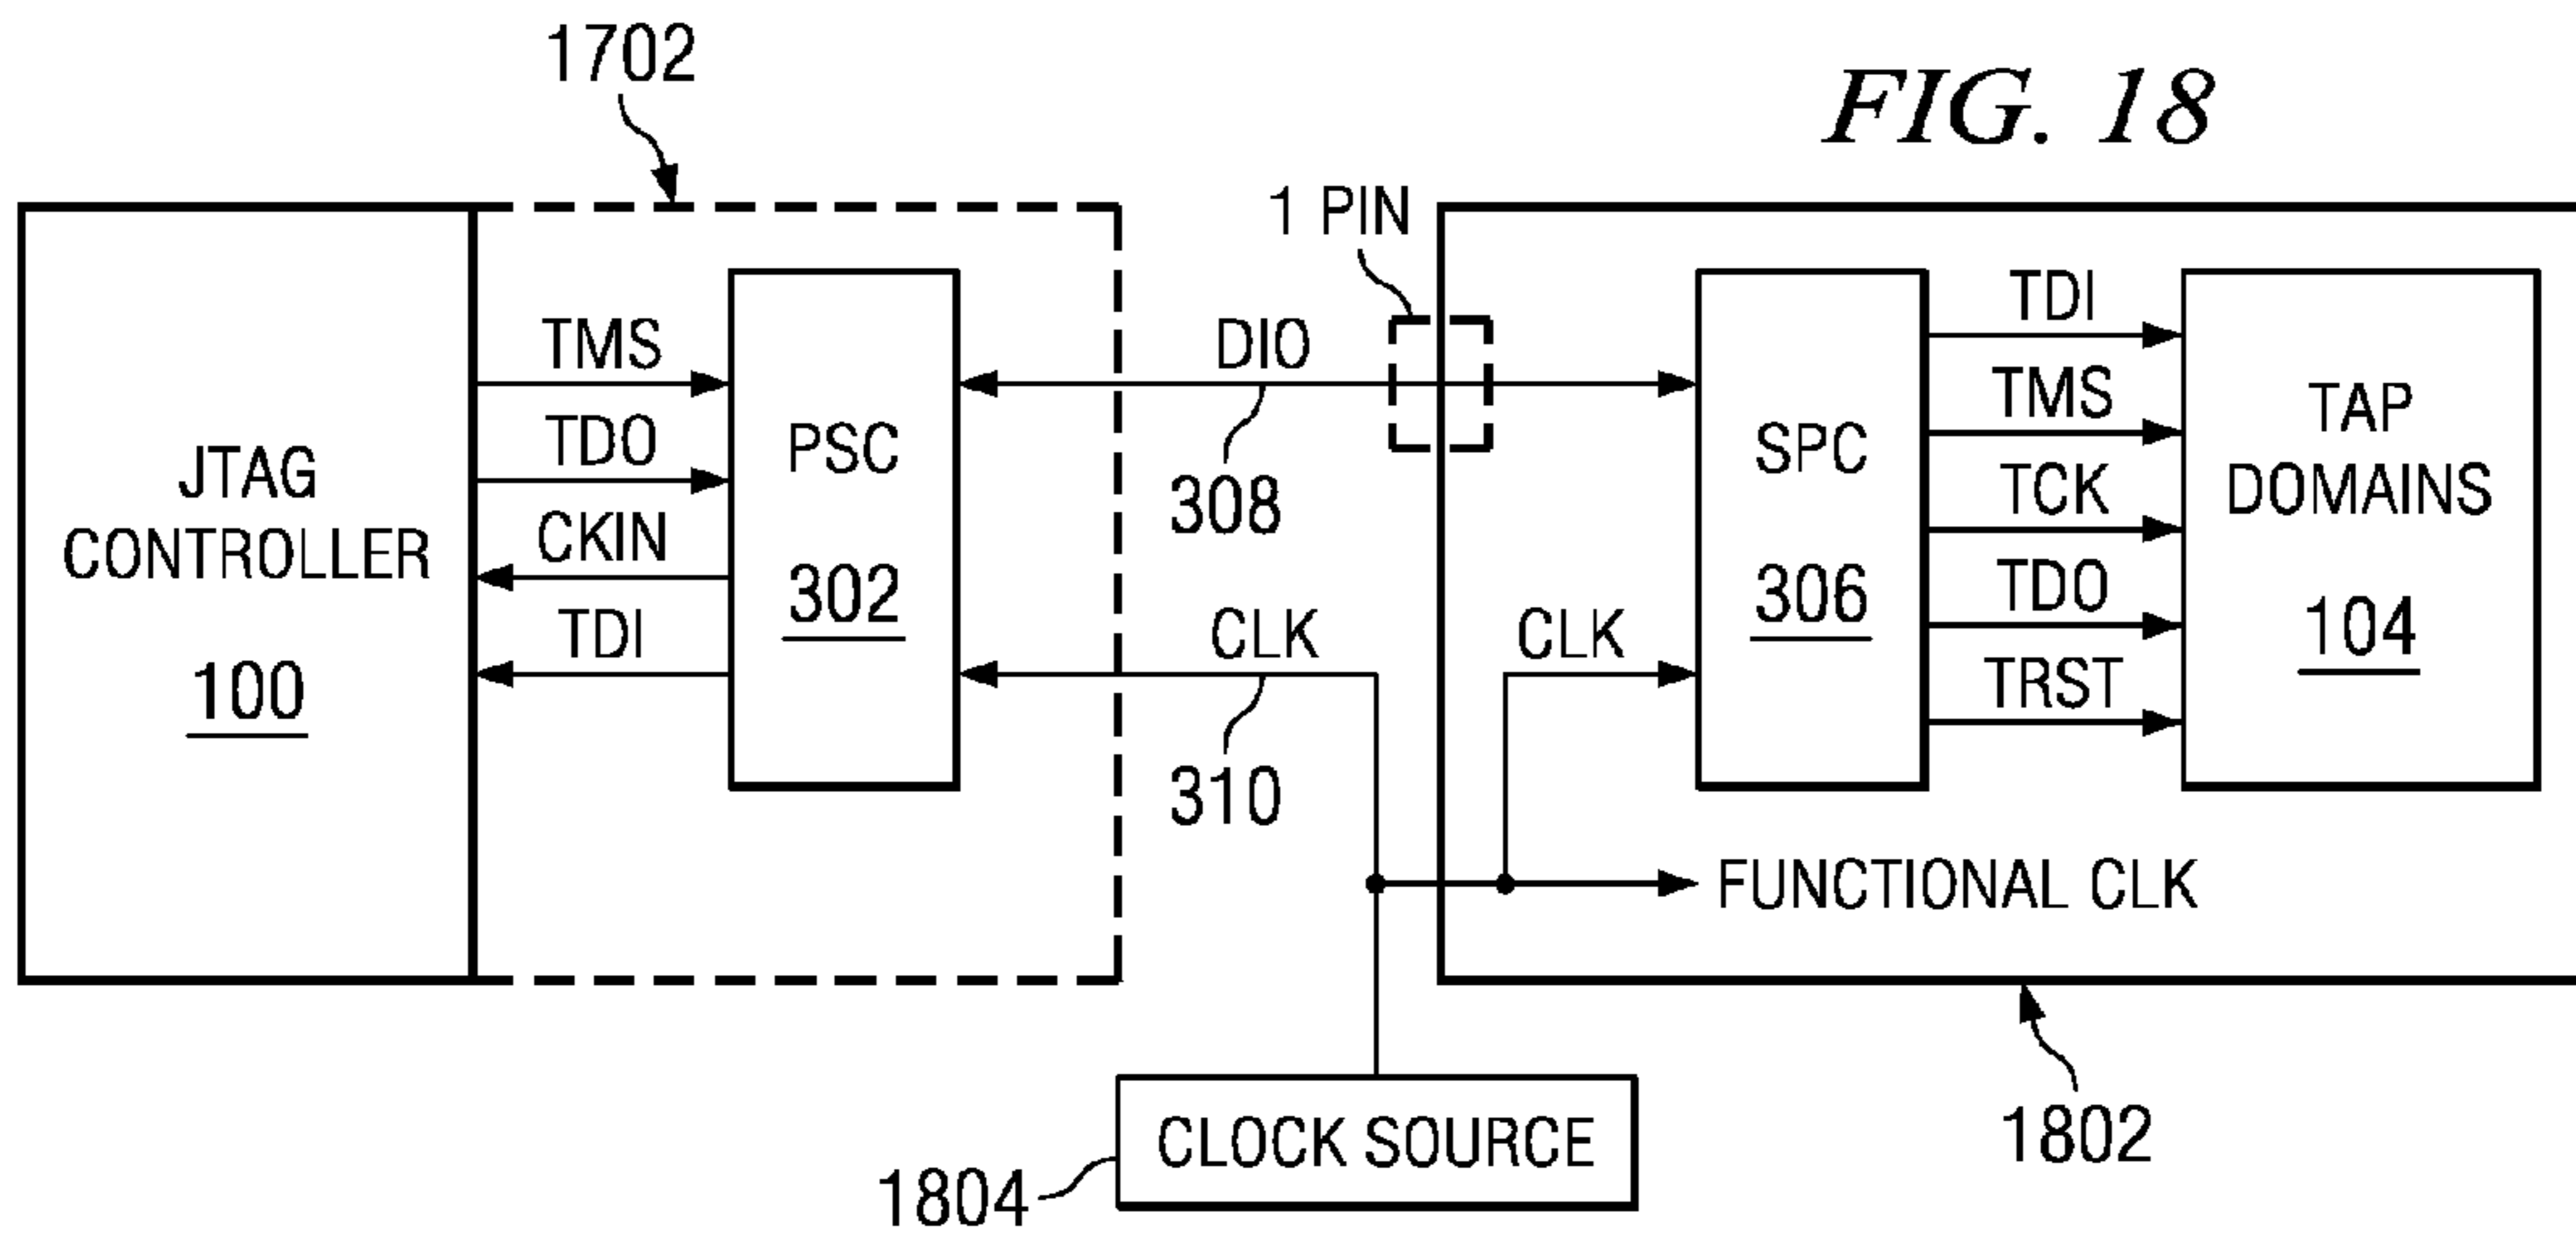 1702
FIG. 18
1 PIN
JTAG
CONTROLLER
100
TMS
TDO
CKIN
TDI
PSC
302
DIO
308
CLK
310
CLK
SPC
306
TDI
TMS
TCK
TDO
TRST
TAP
DOMAINS
104
FUNCTIONAL CLK
CLOCK SOURCE
1804
1802